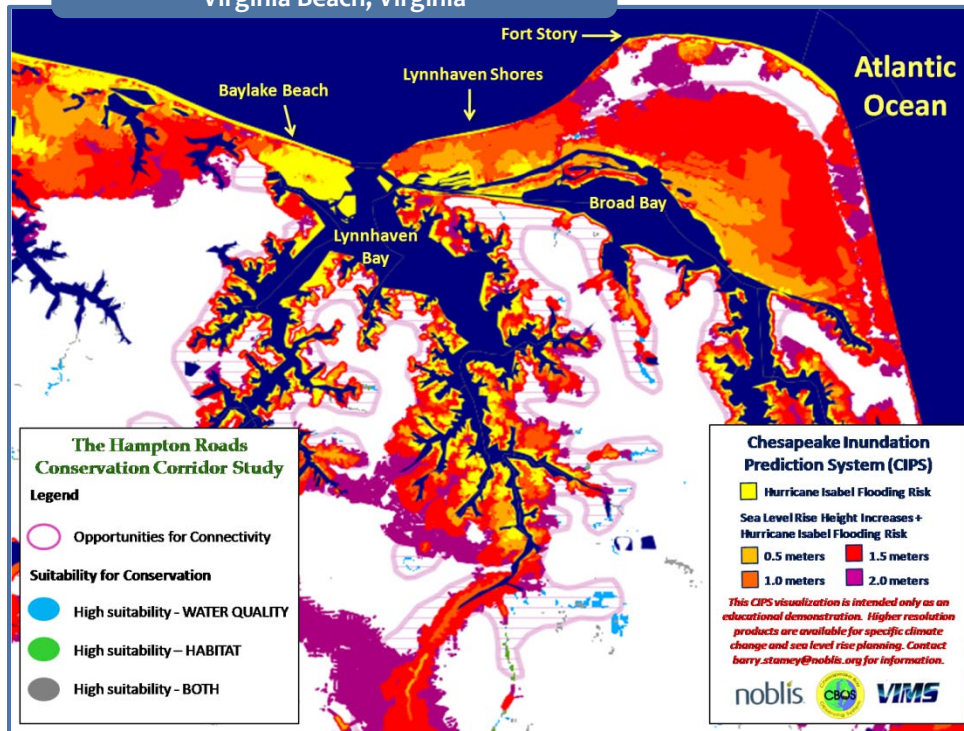 Virginia Beach, Virginia
Fort Story
Lynnhaven Shores
Baylake Beach
Atlantic
Ocean
Broad Bay
Lynnhaven
Bay
The Hampton Roads
Conservation Corridor Study
Legend
Opportunities for Connectivity
Suitability for Conservation
High suitability - WATER QUALITY
High suitability – HABITAT
High suitability - BOTH
Chesapeake Inundation
Prediction System (CIPS)
Hurricane Isabel Flooding Risk
Sea Level Rise Height Increases +
Hurricane Isabel Flooding Risk
0.5 meters
1.5 meters
1.0 meters
2.0 meters
This CIPS visualization is intended only as an
educational demonstration. Higher resolution
products are available for specific climate
change and sea level rise planning. Contact
barry.stamey@noblis.org for information.
noblis
CBOS
VIMS